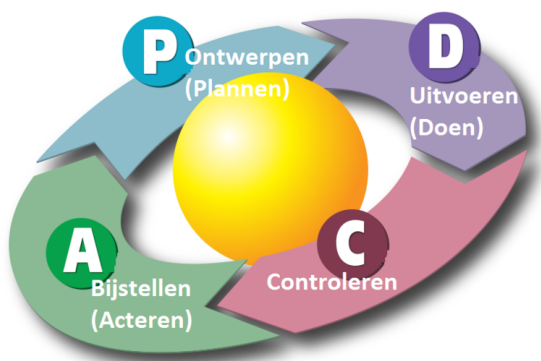 P
Ontwerpen
(Plannen)
D
Uitvoeren
(Doen)
C
Controleren
A
Bijstellen
(Acteren)